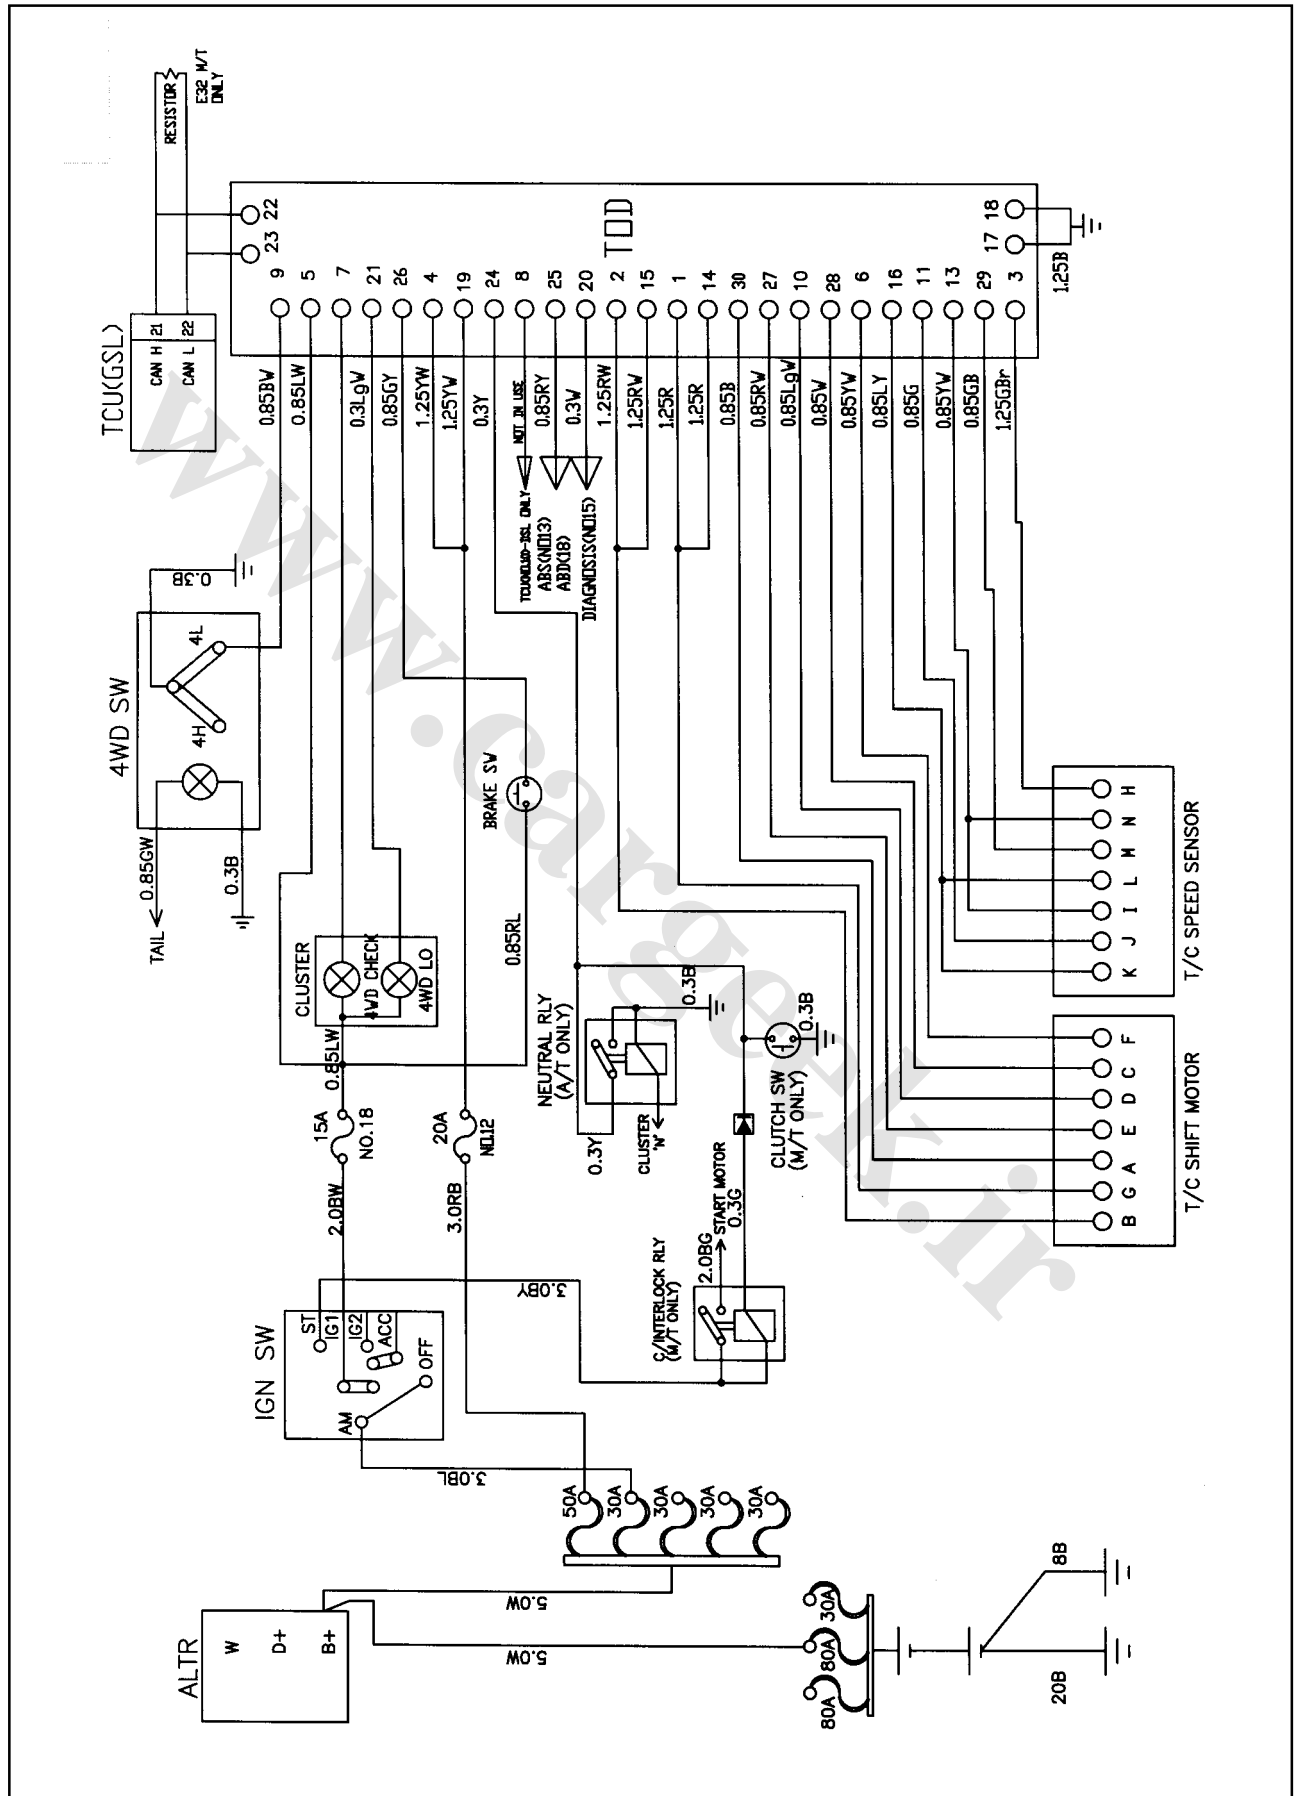 TCU(GSL)
CAN H 21
CAN L 22
RESISTOR
E32 M/T
ONLY
TOD
22
23
9
5
7
21
26
4
19
24
8
25
20
2
15
1
14
30
27
10
28
6
16
11
13
29
3
17
18
1.25B
0.85BW
0.85LW
0.3LgW
0.85GY
1.25YW
1.25YW
0.3Y
NOT IN USE
0.85RY
0.3W
1.25RW
1.25RW
1.25R
1.25R
0.85B
0.85RW
0.85LgW
0.85W
0.85YW
0.85LY
0.85G
0.85YW
0.85GB
1.25GBr
ABS(NO13)
ABD(18)
DIAGNOSIS(NO15)
4WD SW
4H
4L
0.3B
TAIL
0.85GW
0.3B
BRAKE SW
0.85RL
CLUSTER
4WD CHECK
4WD LO
0.85LW
15A
NO.18
20A
NO.12
2.0BW
3.0RB
NEUTRAL RLY
(A/T ONLY)
0.3B
0.3Y
CLUSTER
"N"
CLUTCH SW
(M/T ONLY)
0.3B
START MOTOR
0.3G
2.0BG
C/INTERLOCK RLY
(M/T ONLY)
3.0BY
IGN SW
ST
IG1
IG2
ACC
OFF
AM
3.0BL
50A
30A
30A
30A
30A
ALTR
W
D+
B+
5.0W
5.0W
80A
80A
30A
20B
8B
T/C SPEED SENSOR
K J I L M N H
T/C SHIFT MOTOR
B G A E D C F
www.cargeek.ir